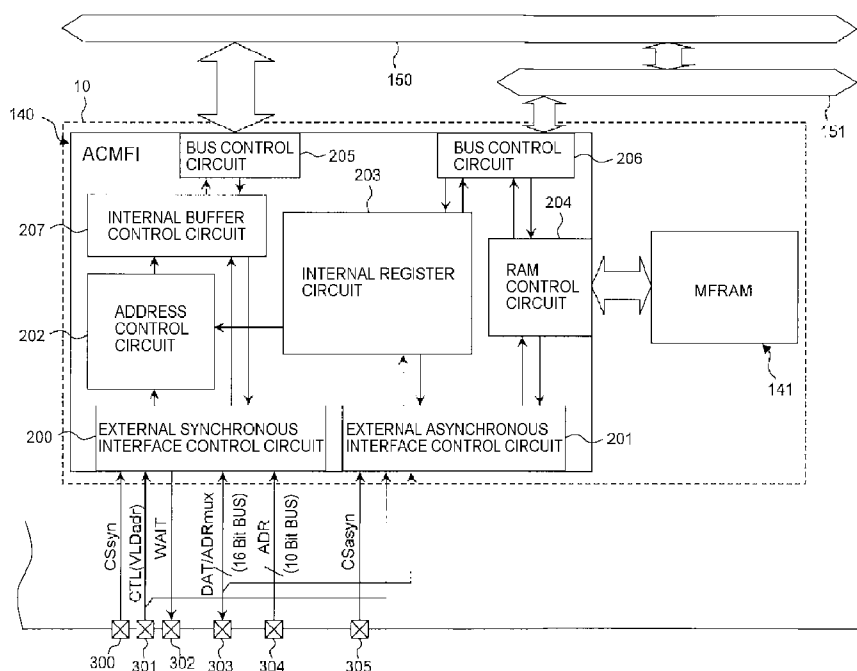 150
10
151
140
ACMFI
BUS CONTROL
CIRCUIT
205
BUS CONTROL
CIRCUIT
206
203
204
INTERNAL BUFFER
CONTROL CIRCUIT
207
INTERNAL REGISTER
CIRCUIT
RAM
CONTROL
CIRCUIT
MFRAM
ADDRESS
CONTROL
CIRCUIT
202
141
200
EXTERNAL SYNCHRONOUS
INTERFACE CONTROL CIRCUIT
EXTERNAL ASYNCHRONOUS
INTERFACE CONTROL CIRCUIT
201
CSsyn
CTL(VLDadr)
WAIT
DAT/ADRmux
(16 Bit BUS)
ADR
(10 Bit BUS)
CSasyn
300
301
302
303
304
305